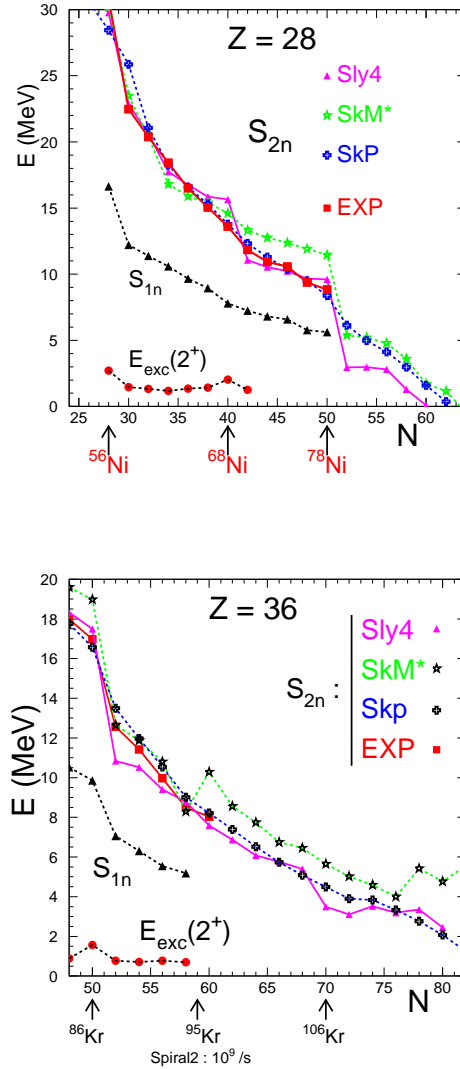 30
25
20
15
10
5
0
E (MeV)
Z = 28
Sly4
SkM*
SkP
EXP
S2n
S1n
Eexc(2+)
25 30 35 40 45 50 55 60
N
56Ni 68Ni 78Ni
20
18
16
14
12
10
8
6
4
2
0
E (MeV)
Z = 36
S2n :
Sly4
SkM*
Skp
EXP
S1n
Eexc(2+)
50 55 60 65 70 75 80
N
86Kr 95Kr 106Kr
Spiral2 : 10^9 /s